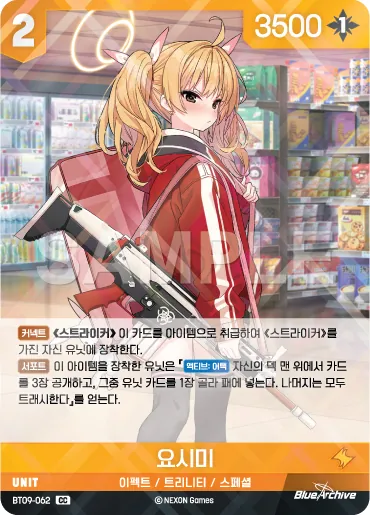 2
3500 1
SAMPLE
커넥트 《스트라이커》 이 카드를 아이템으로 취급하여 《스트라이커》를
가진 자신 유닛에 장착한다.
서포트 이 아이템을 장착한 유닛은 『액티브: 어택 자신의 덱 맨 위에서 카드
를 3장 공개하고, 그중 유닛 카드를 1장 골라 패에 넣는다. 나머지는 모두
트래시한다』를 얻는다.
요시미
UNIT
이펙트 / 트리니티 / 스페셜
BT09-062 CC
© NEXON Games
BlueArchive